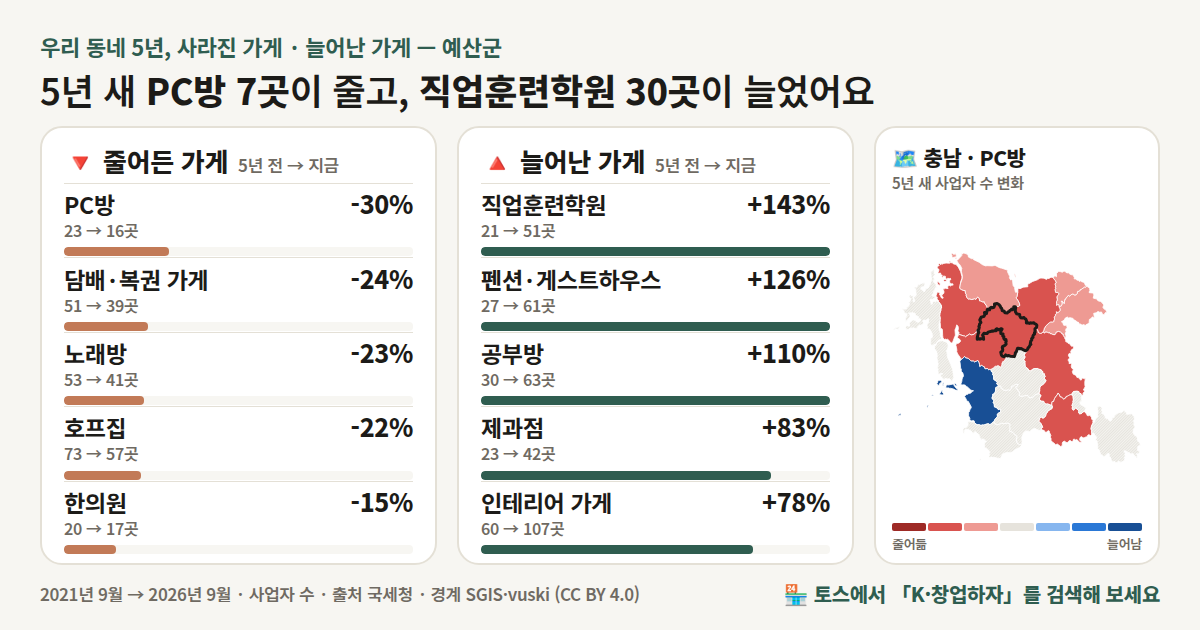 우리 동네 5년, 사라진 가게 · 늘어난 가게 — 예산군
5년 새 PC방 7곳이 줄고, 직업훈련학원 30곳이 늘었어요
🔻 줄어든 가게 5년 전 → 지금
PC방 -30%
23 → 16곳
담배·복권 가게 -24%
51 → 39곳
노래방 -23%
53 → 41곳
호프집 -22%
73 → 57곳
한의원 -15%
20 → 17곳
🔺 늘어난 가게 5년 전 → 지금
직업훈련학원 +143%
21 → 51곳
펜션·게스트하우스 +126%
27 → 61곳
공부방 +110%
30 → 63곳
제과점 +83%
23 → 42곳
인테리어 가게 +78%
60 → 107곳
🗺️ 충남 · PC방
5년 새 사업자 수 변화
줄어듦 늘어남
2021년 9월 → 2026년 9월 · 사업자 수 · 출처 국세청 · 경계 SGIS·vuski (CC BY 4.0)
🏪 토스에서 「K·창업하자」를 검색해 보세요